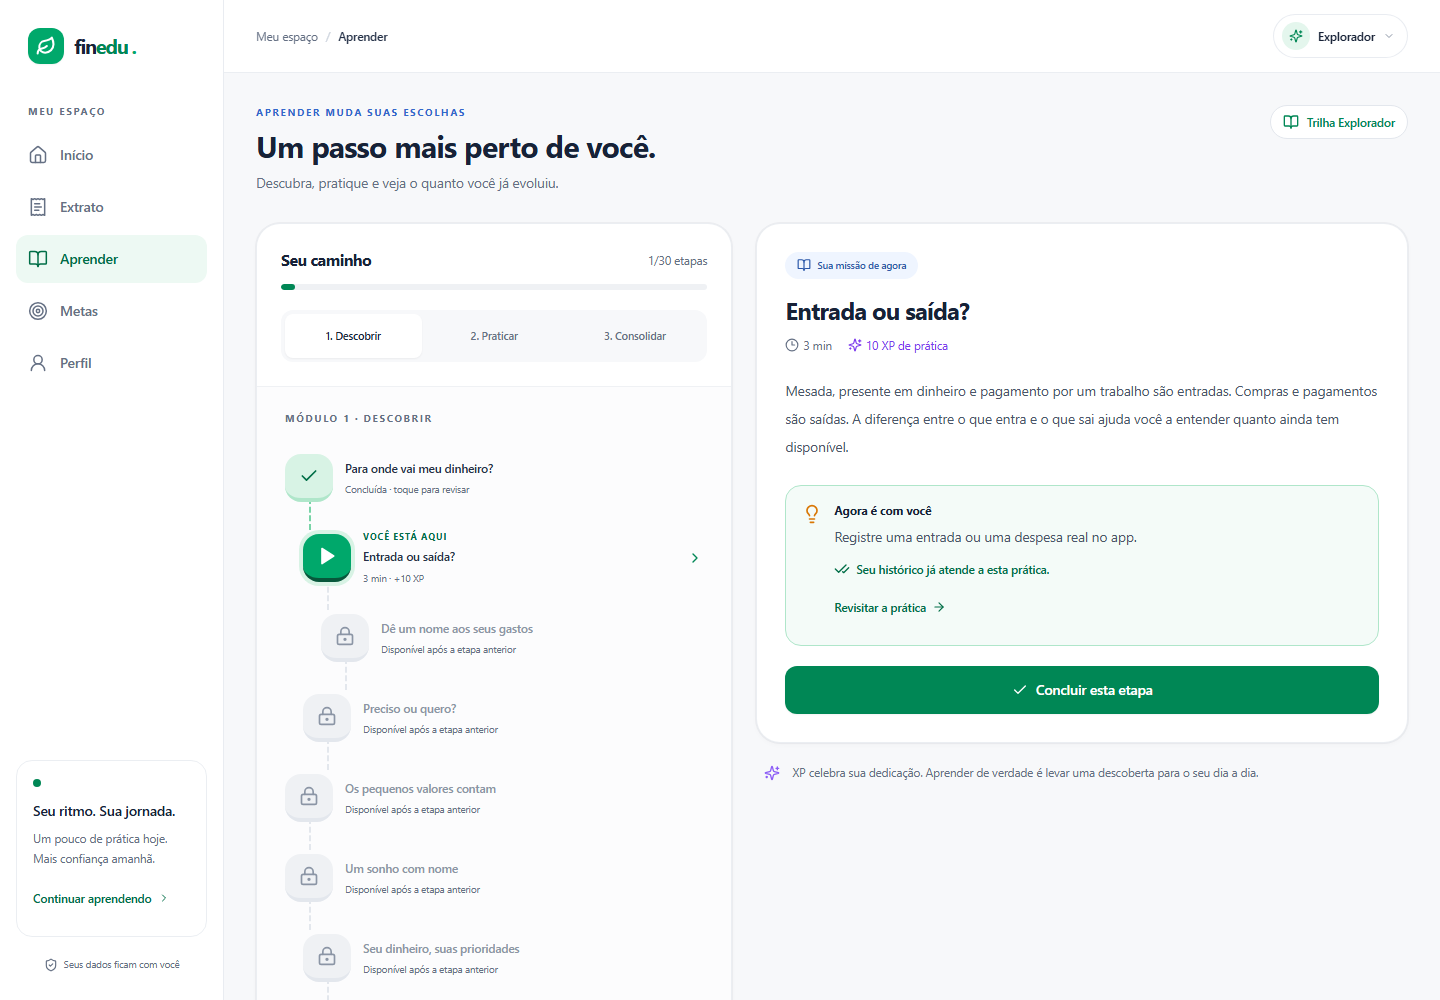 finedu.
MEU ESPAÇO
Início
Extrato
Aprender
Metas
Perfil
Seu ritmo. Sua jornada.
Um pouco de prática hoje.
Mais confiança amanhã.
Continuar aprendendo
Seus dados ficam com você
Meu espaço / Aprender
Explorador
APRENDER MUDA SUAS ESCOLHAS
Um passo mais perto de você.
Descubra, pratique e veja o quanto você já evoluiu.
Trilha Explorador
Seu caminho
1/30 etapas
1. Descobrir
2. Praticar
3. Consolidar
MÓDULO 1 · DESCOBRIR
Para onde vai meu dinheiro?
Concluída · toque para revisar
VOCÊ ESTÁ AQUI
Entrada ou saída?
3 min · +10 XP
Dê um nome aos seus gastos
Disponível após a etapa anterior
Preciso ou quero?
Disponível após a etapa anterior
Os pequenos valores contam
Disponível após a etapa anterior
Um sonho com nome
Disponível após a etapa anterior
Seu dinheiro, suas prioridades
Disponível após a etapa anterior
Sua missão de agora
Entrada ou saída?
3 min
10 XP de prática
Mesada, presente em dinheiro e pagamento por um trabalho são entradas. Compras e pagamentos
são saídas. A diferença entre o que entra e o que sai ajuda você a entender quanto ainda tem
disponível.
Agora é com você
Registre uma entrada ou uma despesa real no app.
Seu histórico já atende a esta prática.
Revisitar a prática
Concluir esta etapa
XP celebra sua dedicação. Aprender de verdade é levar uma descoberta para o seu dia a dia.